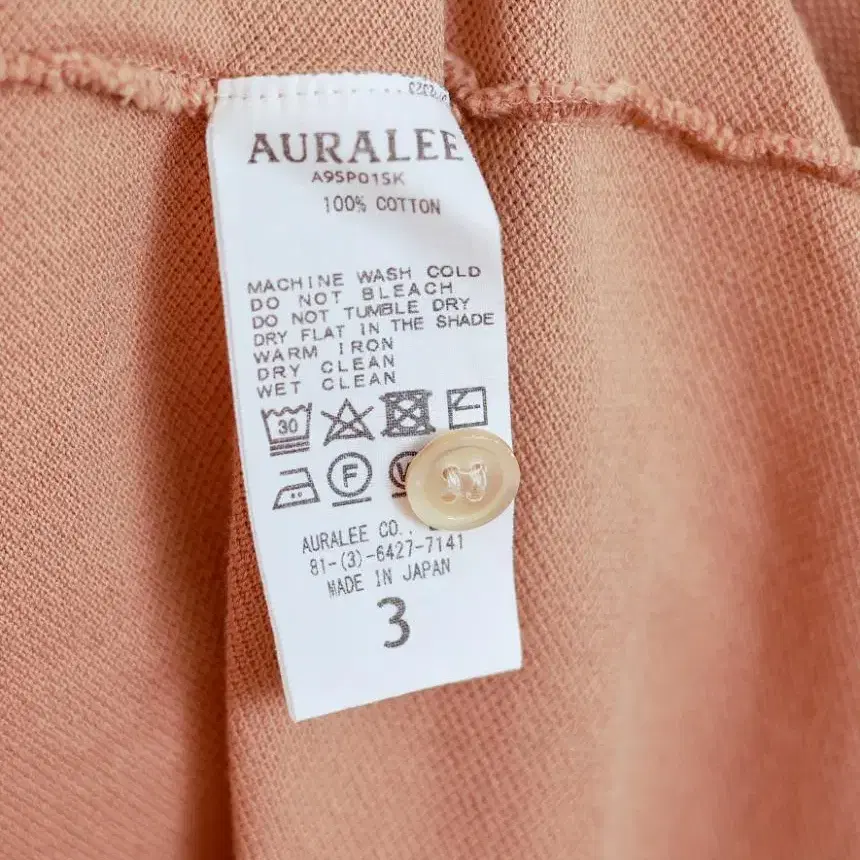 AURALEE
A9SP01SK
100% COTTON
MACHINE WASH COLD
DO NOT BLEACH
DO NOT TUMBLE DRY
DRY FLAT IN THE SHADE
WARM IRON
DRY CLEAN
WET CLEAN
30
F
W
AURALEE CO.,
81-(3)-6427-7141
MADE IN JAPAN
3